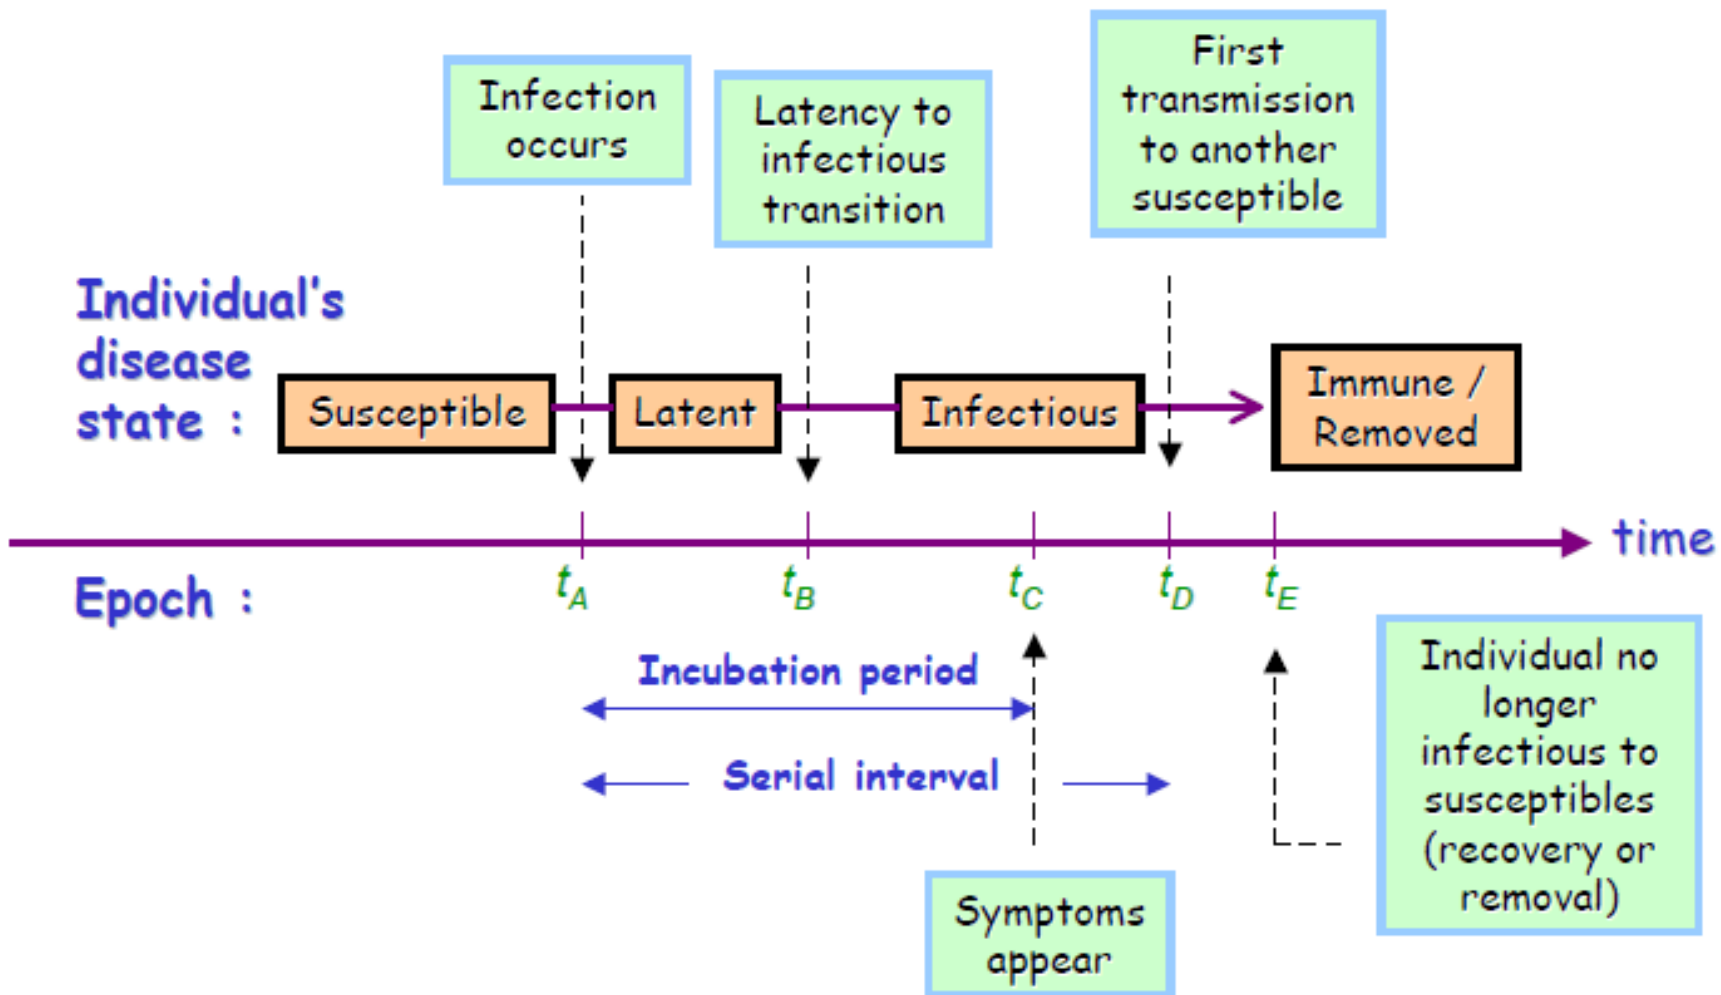 Infection
occurs
Latency to
infectious
transition
First
transmission
to another
susceptible
Individual's
disease
state :
Susceptible
Latent
Infectious
Immune /
Removed
time
Epoch :
tA
tB
tC
tD
tE
Incubation period
Serial interval
Symptoms
appear
Individual no
longer
infectious to
susceptibles
(recovery or
removal)